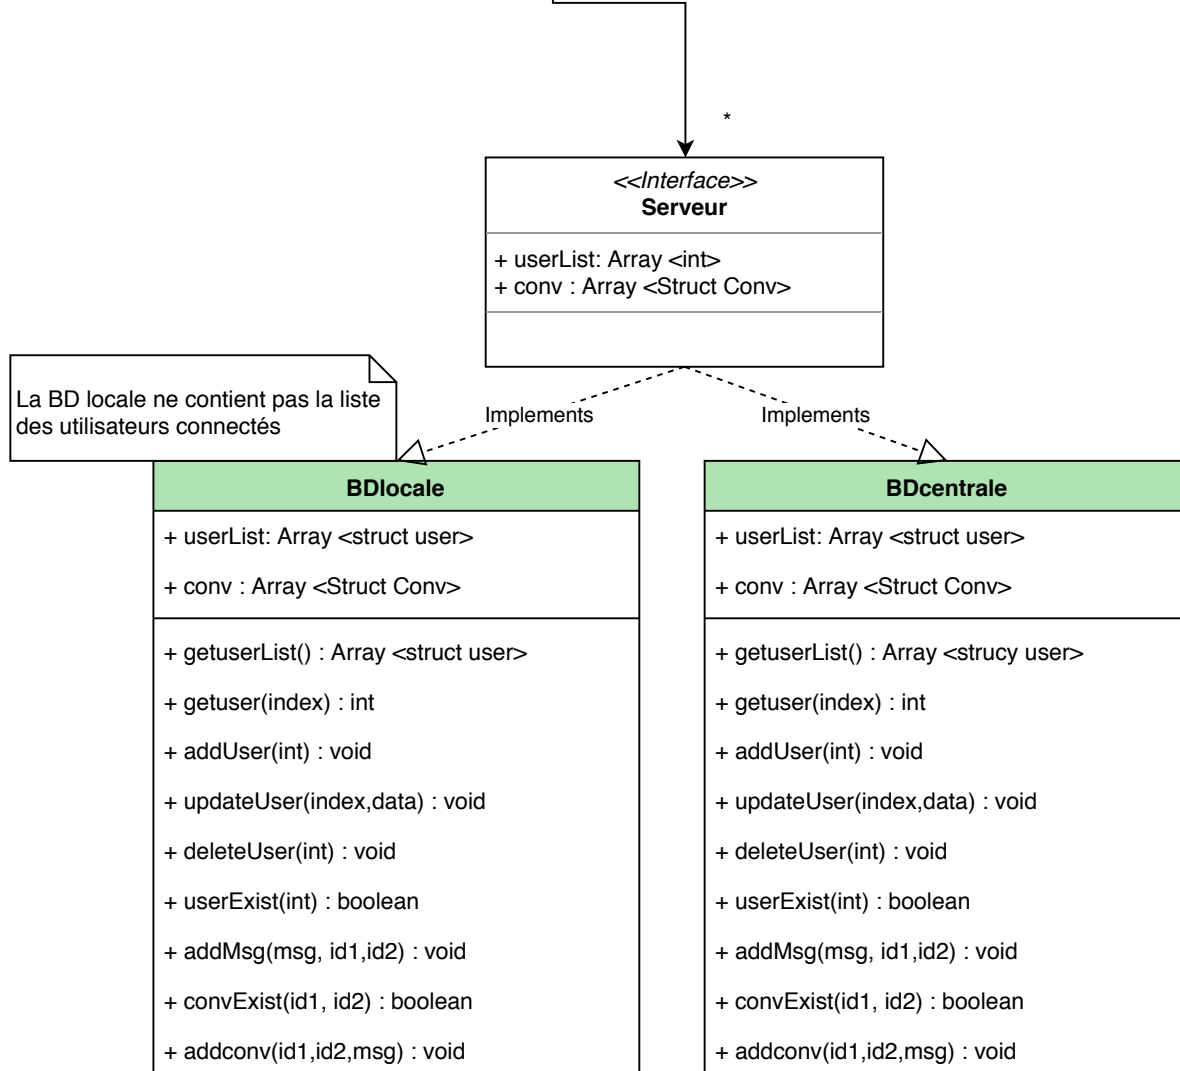 *
<<Interface>>
Serveur
+ userList: Array <int>
+ conv : Array <Struct Conv>
La BD locale ne contient pas la liste
des utilisateurs connectés
Implements
Implements
BDlocale
+ userList: Array <struct user>
+ conv : Array <Struct Conv>
+ getuserList() : Array <struct user>
+ getuser(index) : int
+ addUser(int) : void
+ updateUser(index,data) : void
+ deleteUser(int) : void
+ userExist(int) : boolean
+ addMsg(msg, id1,id2) : void
+ convExist(id1, id2) : boolean
+ addconv(id1,id2,msg) : void
BDcentrale
+ userList: Array <struct user>
+ conv : Array <Struct Conv>
+ getuserList() : Array <strucy user>
+ getuser(index) : int
+ addUser(int) : void
+ updateUser(index,data) : void
+ deleteUser(int) : void
+ userExist(int) : boolean
+ addMsg(msg, id1,id2) : void
+ convExist(id1, id2) : boolean
+ addconv(id1,id2,msg) : void